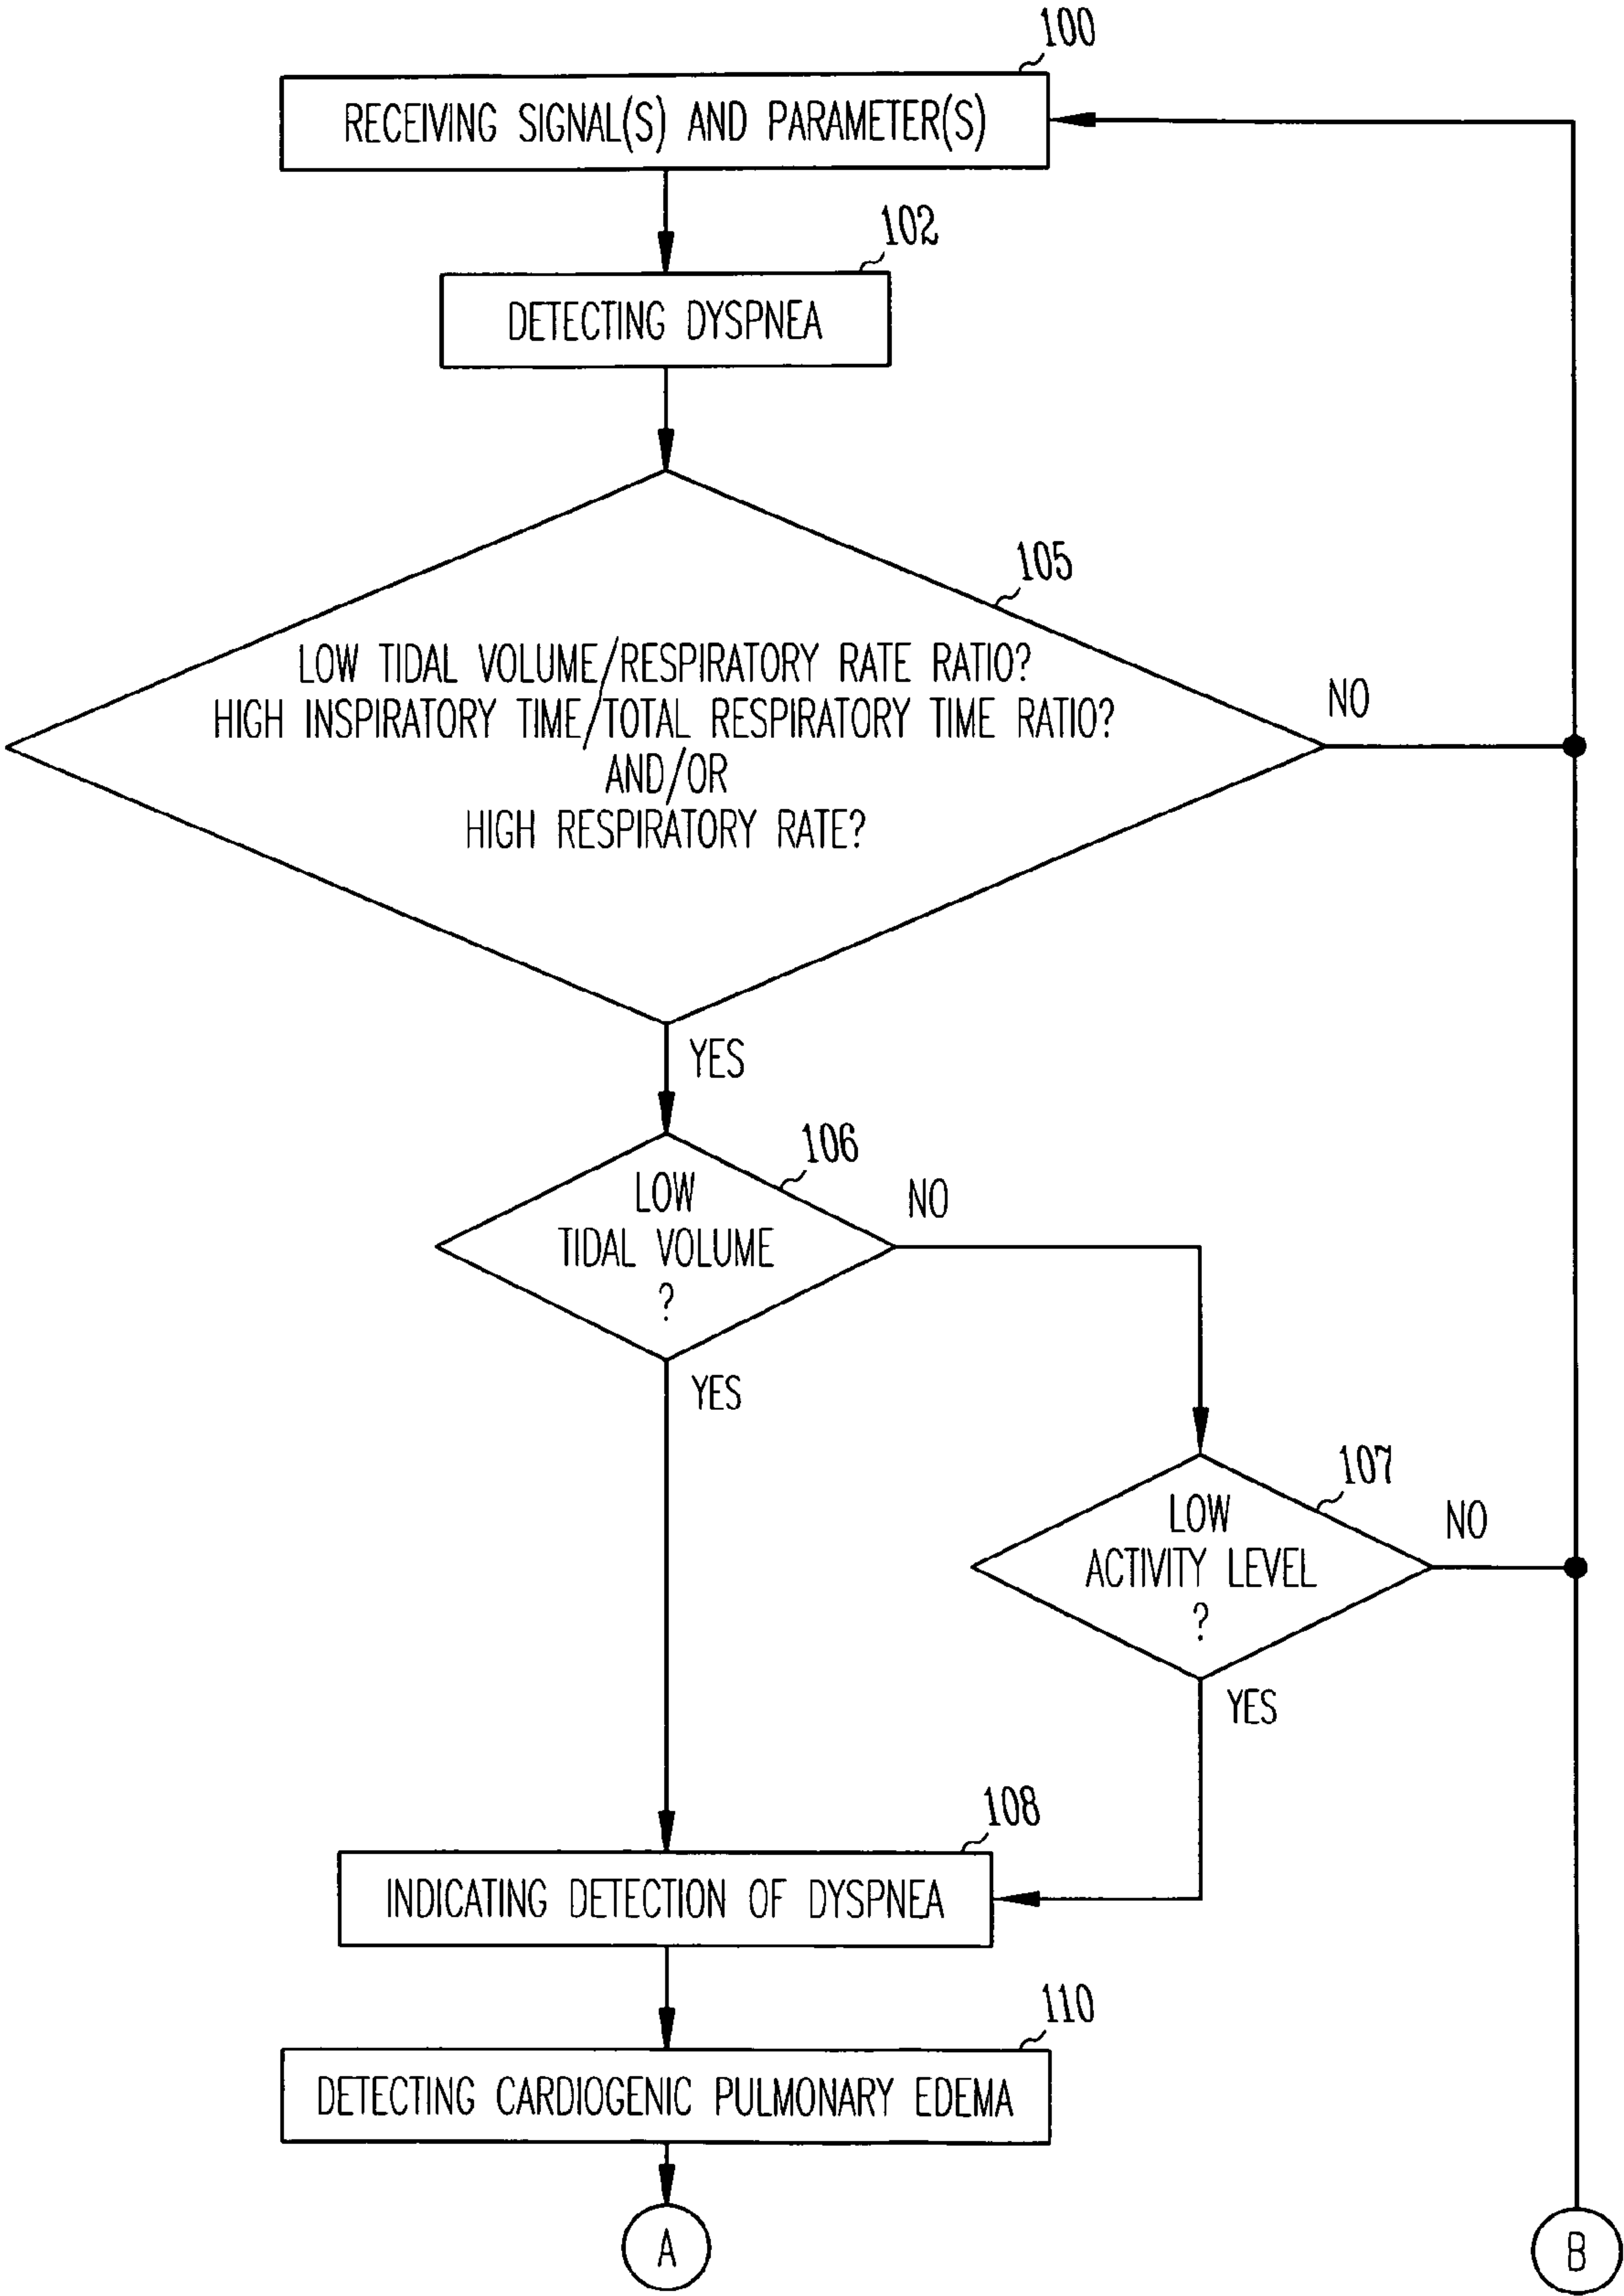 100
RECEIVING SIGNAL(S) AND PARAMETER(S)
102
DETECTING DYSPNEA
105
LOW TIDAL VOLUME/RESPIRATORY RATE RATIO?
HIGH INSPIRATORY TIME/TOTAL RESPIRATORY TIME RATIO?
AND/OR
HIGH RESPIRATORY RATE?
NO
YES
106
LOW
TIDAL VOLUME
?
NO
YES
107
LOW
ACTIVITY LEVEL
?
NO
YES
108
INDICATING DETECTION OF DYSPNEA
110
DETECTING CARDIOGENIC PULMONARY EDEMA
A
B